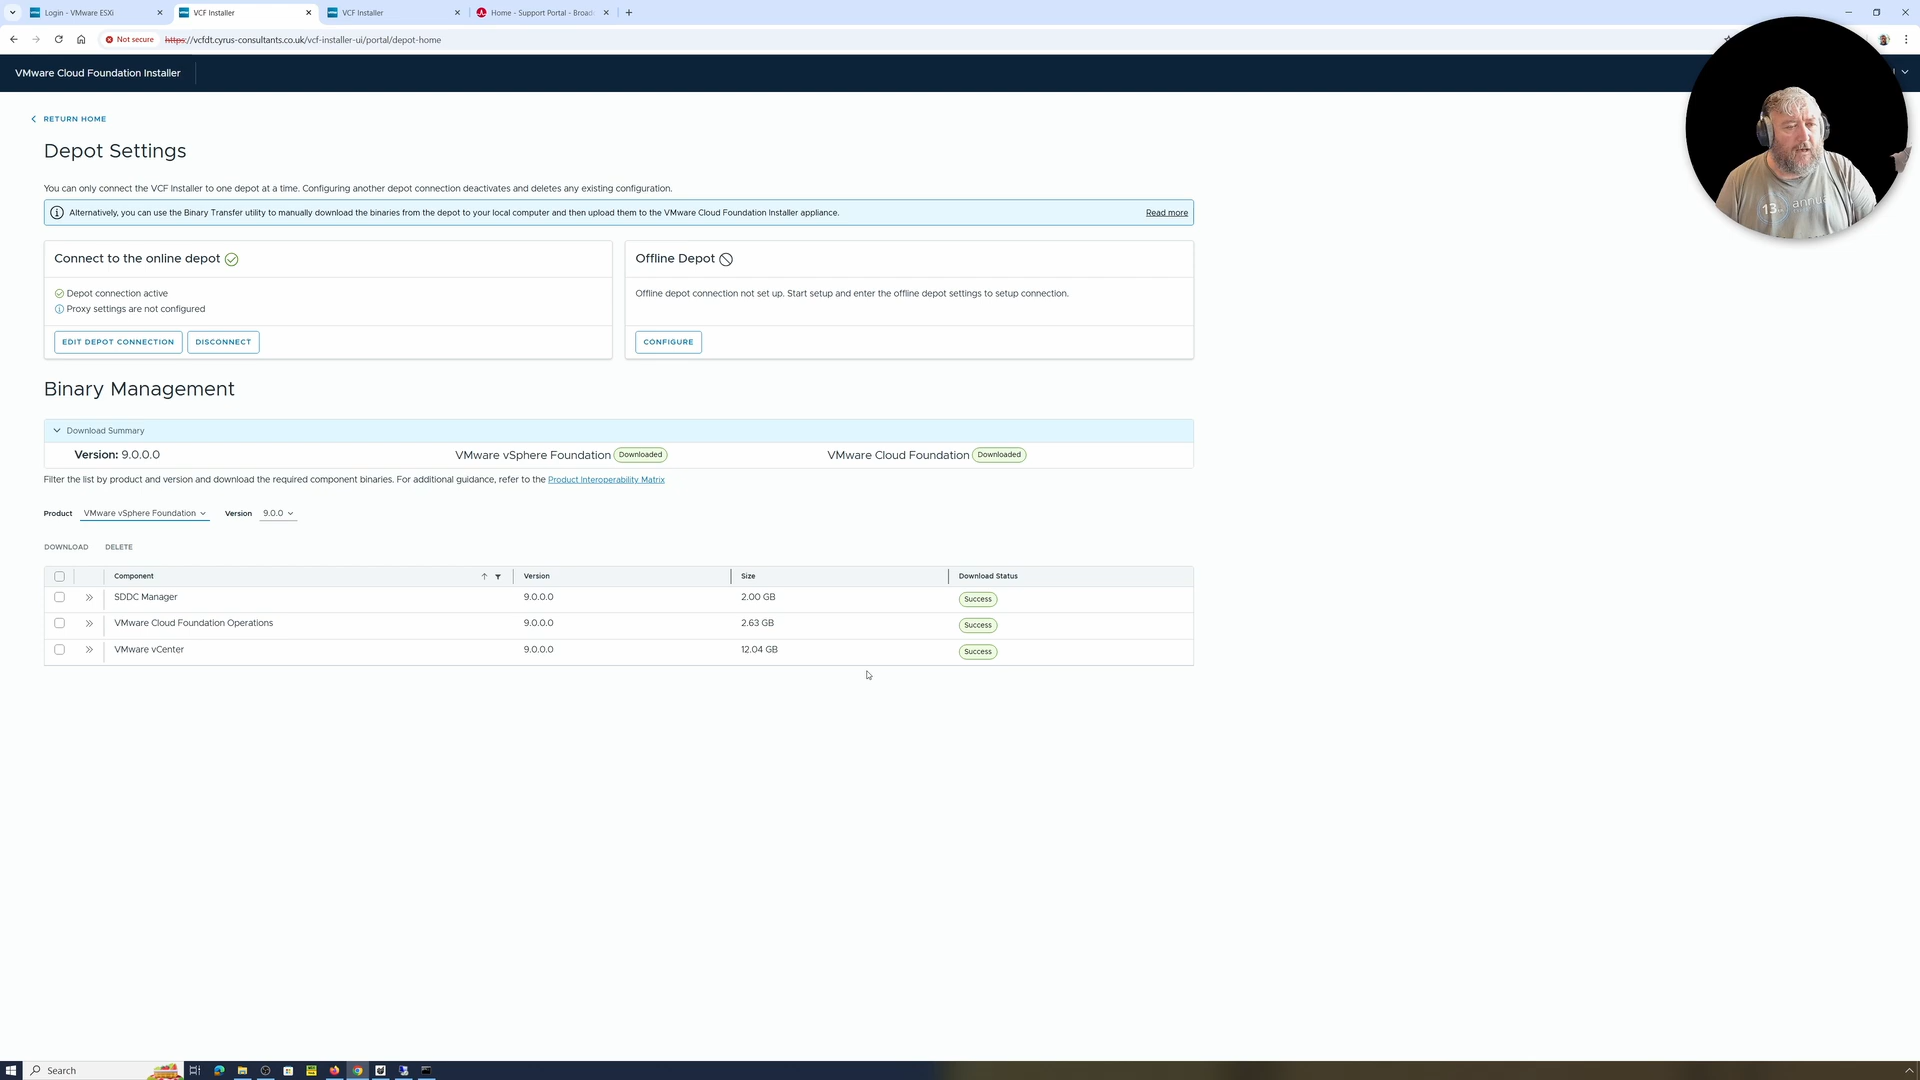 Login - VMware ESXi
VCF Installer
VCF Installer
Home - Support Portal - Broad
Not secure
https://vcfdt.cyrus-consultants.co.uk/vcf-installer-ui/portal/depot-home
VMware Cloud Foundation Installer
RETURN HOME
Depot Settings
You can only connect the VCF Installer to one depot at a time. Configuring another depot connection deactivates and deletes any existing configuration.
Alternatively, you can use the Binary Transfer utility to manually download the binaries from the depot to your local computer and then upload them to the VMware Cloud Foundation Installer appliance. Read more
Connect to the online depot
Depot connection active
Proxy settings are not configured
EDIT DEPOT CONNECTION DISCONNECT
Offline Depot
Offline depot connection not set up. Start setup and enter the offline depot settings to setup connection.
CONFIGURE
Binary Management
Download Summary
Version: 9.0.0.0 VMware vSphere Foundation Downloaded VMware Cloud Foundation Downloaded
Filter the list by product and version and download the required component binaries. For additional guidance, refer to the Product Interoperability Matrix
Product VMware vSphere Foundation Version 9.0.0
DOWNLOAD DELETE
Component Version Size Download Status
SDDC Manager 9.0.0.0 2.00 GB Success
VMware Cloud Foundation Operations 9.0.0.0 2.63 GB Success
VMware vCenter 9.0.0.0 12.04 GB Success
13th annu
Search